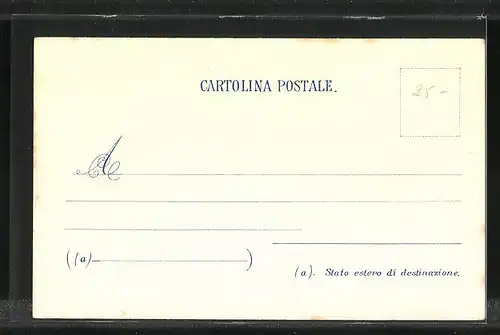 CARTOLINA POSTALE.
25-
A
(a)
(a). Stato estero di destinazione.